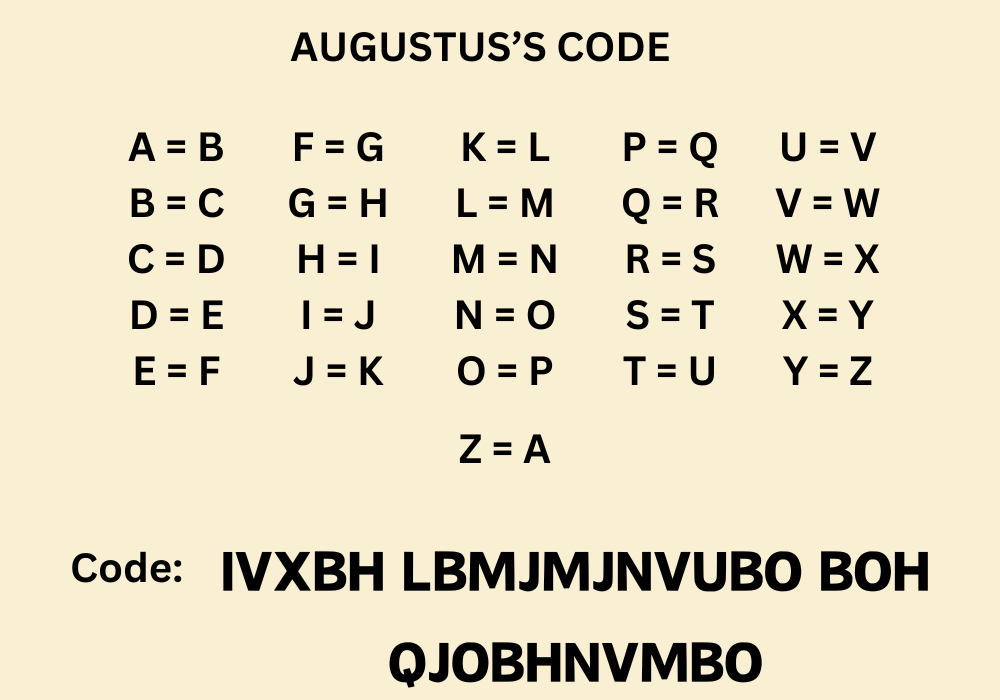 AUGUSTUS’S CODE
A = B F = G K = L P = Q U = V
B = C G = H L = M Q = R V = W
C = D H = I M = N R = S W = X
D = E I = J N = O S = T X = Y
E = F J = K O = P T = U Y = Z
Z = A
Code: IVXBH LBMJMJNVUBO BOH
QJOBHNVMBO